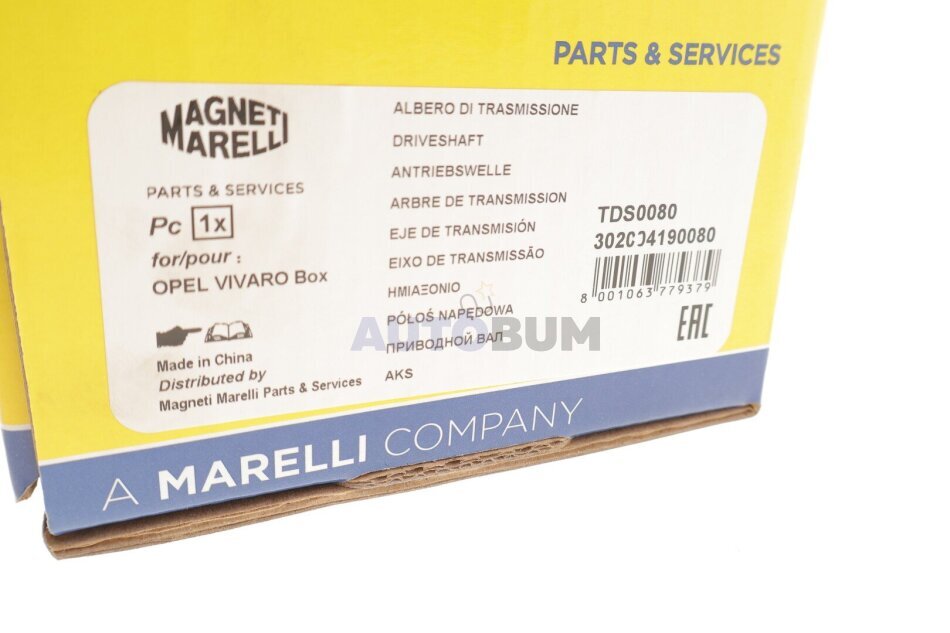 PARTS & SERVICES
MAGNETI
MARELLI
PARTS & SERVICES
Pc 1x
for/pour :
OPEL VIVARO Box
Made in China
Distributed by
Magneti Marelli Parts & Services
ALBERO DI TRASMISSIONE
DRIVESHAFT
ANTRIEBSWELLE
ARBRE DE TRANSMISSION
EJE DE TRANSMISIÓN
EIXO DE TRANSMISSÃO
ΗΜΙΑΞΟΝΙΟ
PÓŁOŚ NAPĘDOWA
ПРИВОДНОЙ ВАЛ
AKS
TDS0080
302004190080
8 001063 779379
EAC
AUTOBUM
A MARELLI COMPANY